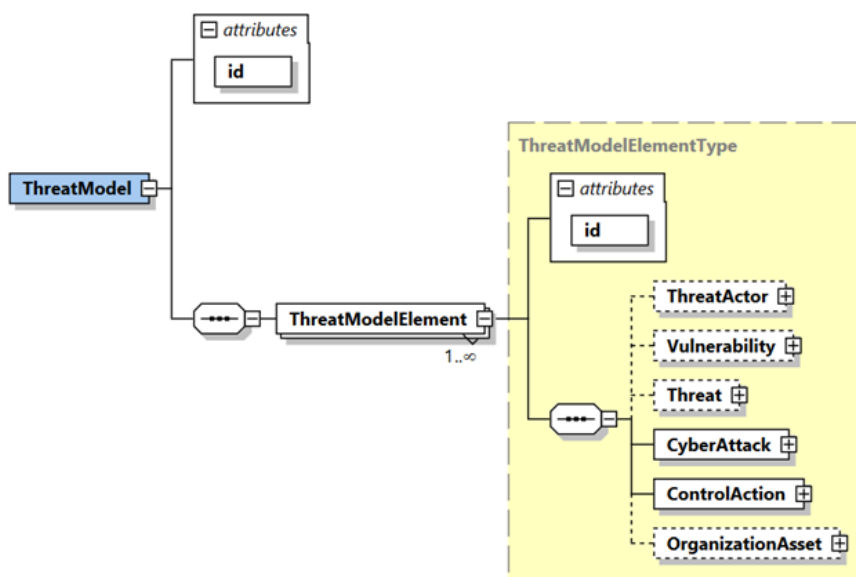 attributes
id
ThreatModel
ThreatModelElement
1..∞
ThreatModelElementType
attributes
id
ThreatActor
Vulnerability
Threat
CyberAttack
ControlAction
OrganizationAsset